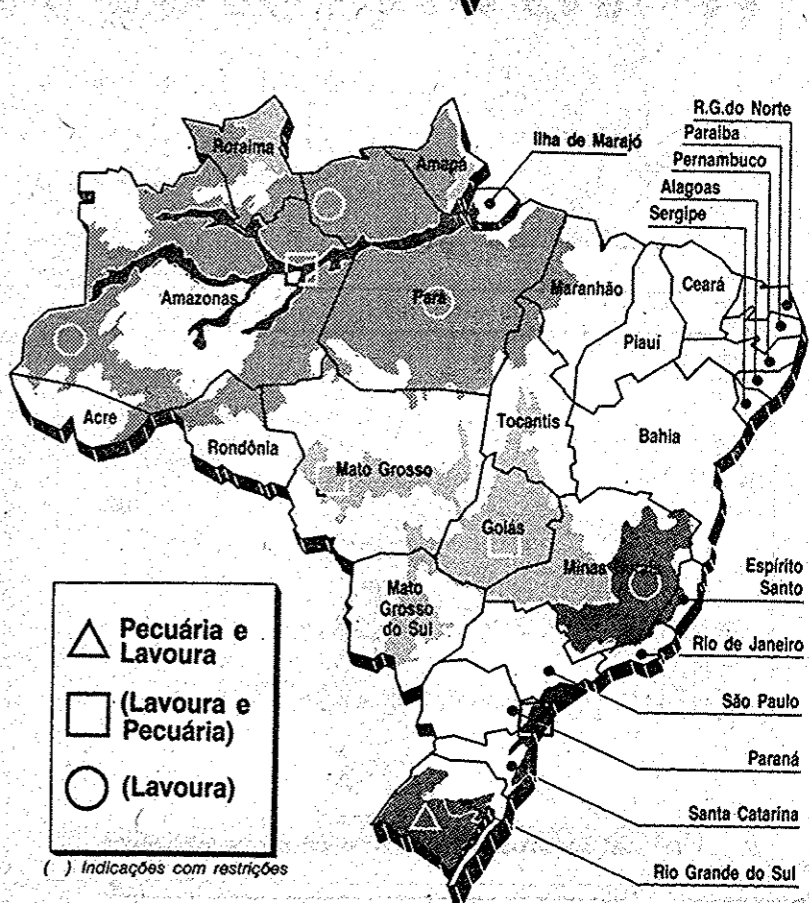 R.G.do Norte
Paraíba
Pernambuco
Alagoas
Sergipe
Ilha de Marajó
Roraima
Amapá
Amazonas
Pará
Maranhão
Ceará
Piauí
Acre
Rondônia
Mato Grosso
Tocantis
Bahia
Goiás
Minas
Mato
Grosso
do Sul
Espírito
Santo
Rio de Janeiro
São Paulo
Paraná
Santa Catarina
Rio Grande do Sul
Pecuária e
Lavoura
(Lavoura e
Pecuária)
(Lavoura)
( ) Indicações com restrições